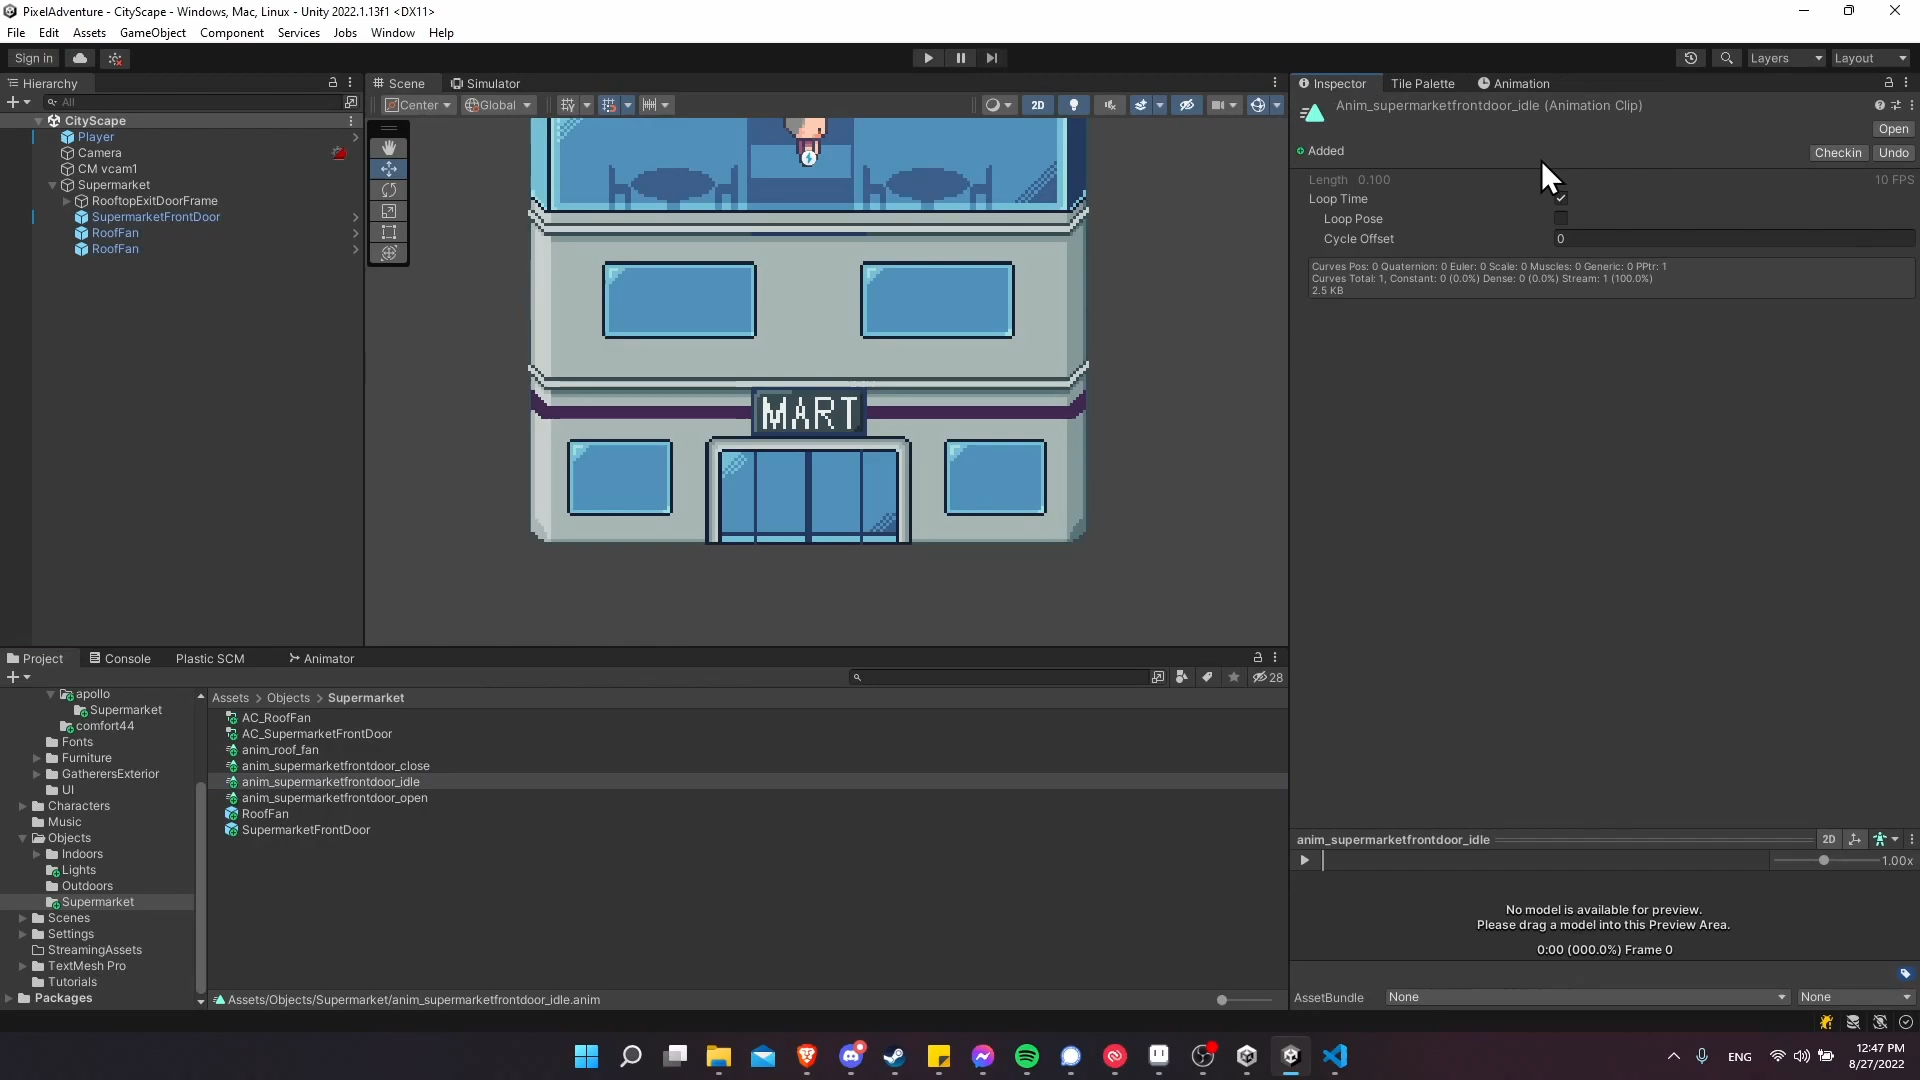 PixelAdventure - CityScape - Windows, Mac, Linux - Unity 2022.1.13f1 <DX11>
File Edit Assets GameObject Component Services Jobs Window Help
Sign in
Layers Layout
Hierarchy
All
CityScape
Player
Camera
CM vcam1
Supermarket
RooftopExitDoorFrame
SupermarketFrontDoor
RoofFan
RoofFan
Scene Simulator
Center Global 2D
MART
Inspector Tile Palette Animation
Anim_supermarketfrontdoor_idle (Animation Clip)
Open
Added Checkin Undo
Length 0.100 10 FPS
Loop Time
Loop Pose
Cycle Offset 0
Curves Pos: 0 Quaternion: 0 Euler: 0 Scale: 0 Muscles: 0 Generic: 0 PPtr: 1
Curves Total: 1, Constant: 0 (0.0%) Dense: 0 (0.0%) Stream: 1 (100.0%)
2.5 KB
Project Console Plastic SCM Animator
28
apollo
Supermarket
comfort44
Fonts
Furniture
GatherersExterior
UI
Characters
Music
Objects
Indoors
Lights
Outdoors
Supermarket
Scenes
Settings
StreamingAssets
TextMesh Pro
Tutorials
Packages
Assets > Objects > Supermarket
AC_RoofFan
AC_SupermarketFrontDoor
anim_roof_fan
anim_supermarketfrontdoor_close
anim_supermarketfrontdoor_idle
anim_supermarketfrontdoor_open
RoofFan
SupermarketFrontDoor
Assets/Objects/Supermarket/anim_supermarketfrontdoor_idle.anim
anim_supermarketfrontdoor_idle 2D
1.00x
No model is available for preview.
Please drag a model into this Preview Area.
0:00 (000.0%) Frame 0
AssetBundle None None
ENG
12:47 PM
8/27/2022